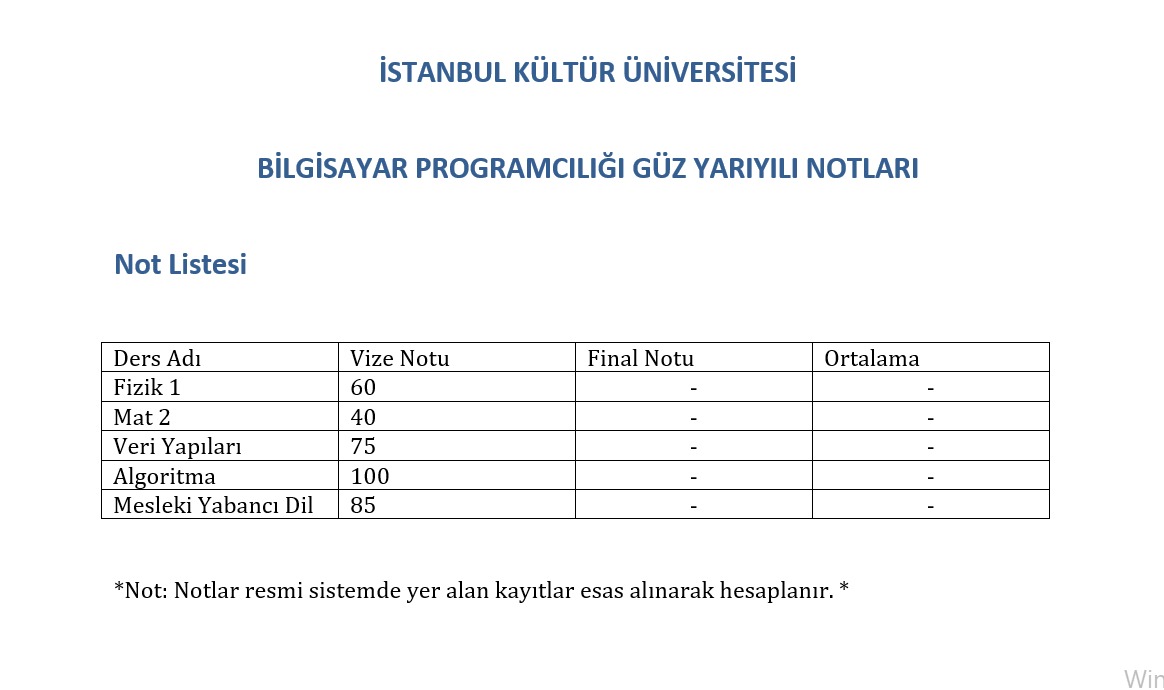 İSTANBUL KÜLTÜR ÜNİVERSİTESİ
BİLGİSAYAR PROGRAMCILIĞI GÜZ YARIYILI NOTLARI
Not Listesi
Ders Adı Vize Notu Final Notu Ortalama
Fizik 1 60 - -
Mat 2 40 - -
Veri Yapıları 75 - -
Algoritma 100 - -
Mesleki Yabancı Dil 85 - -
*Not: Notlar resmi sistemde yer alan kayıtlar esas alınarak hesaplanır. *